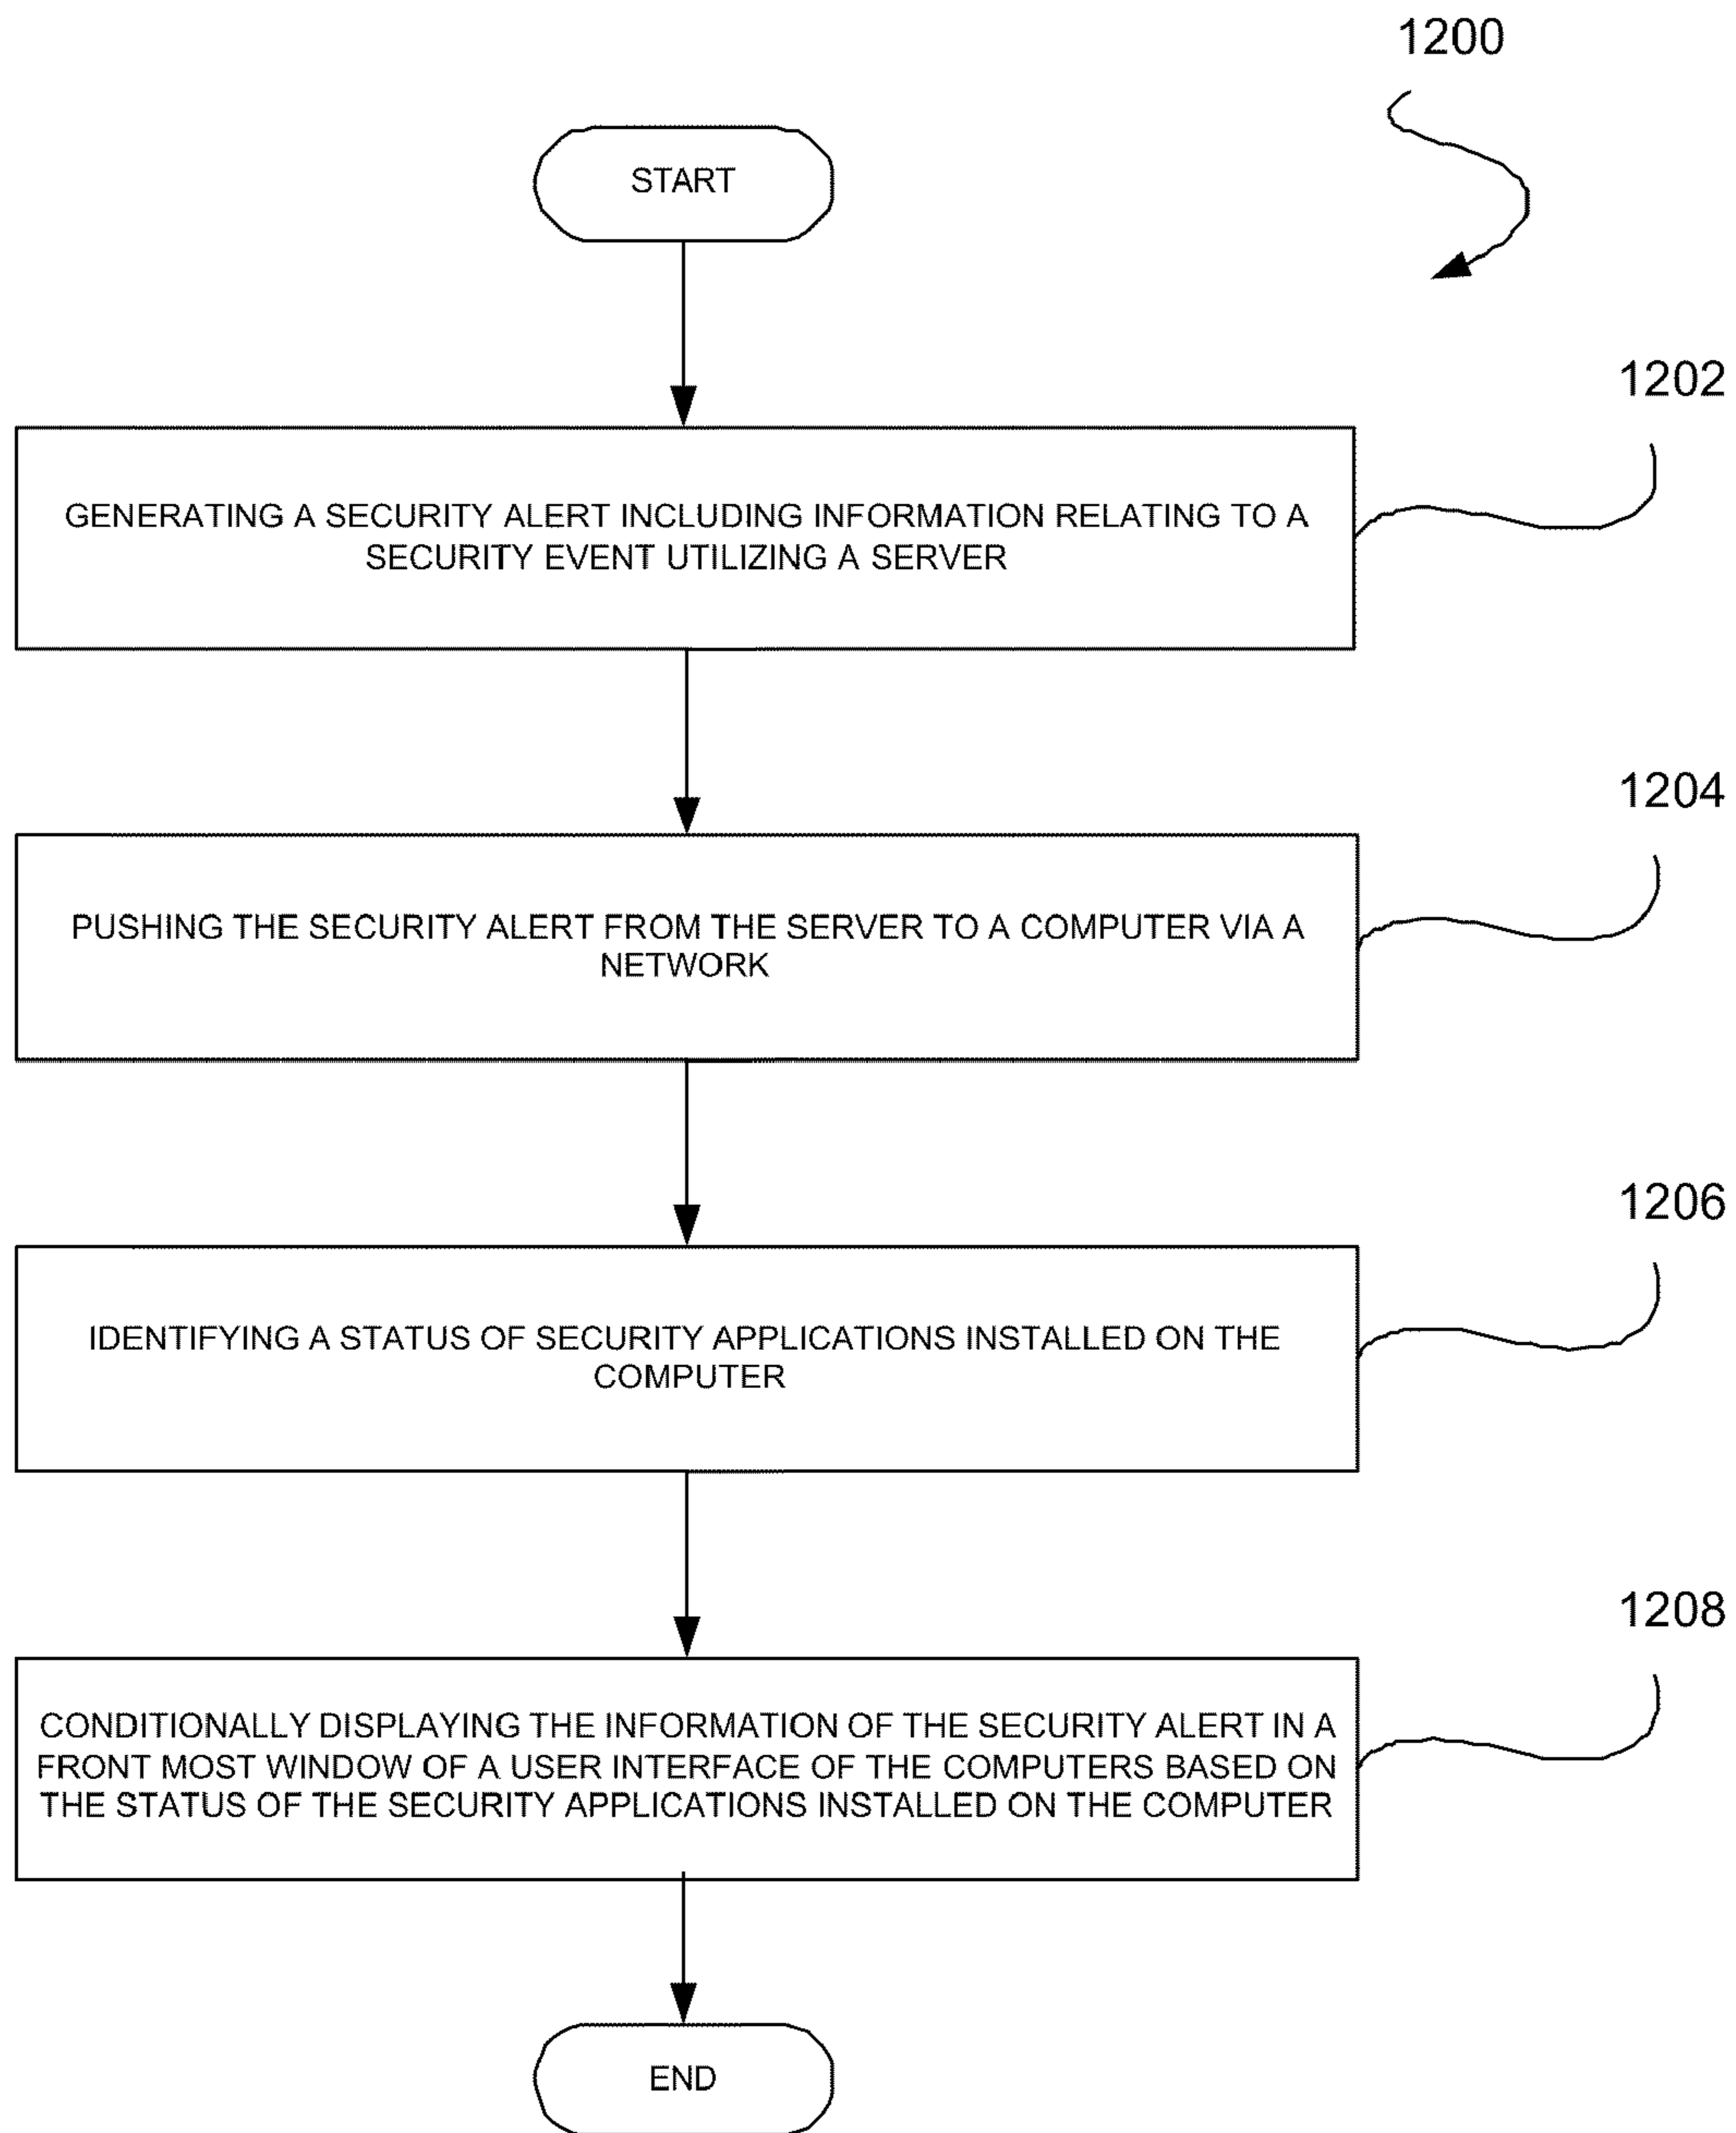 1200
START
1202
GENERATING A SECURITY ALERT INCLUDING INFORMATION RELATING TO A
SECURITY EVENT UTILIZING A SERVER
1204
PUSHING THE SECURITY ALERT FROM THE SERVER TO A COMPUTER VIA A
NETWORK
1206
IDENTIFYING A STATUS OF SECURITY APPLICATIONS INSTALLED ON THE
COMPUTER
1208
CONDITIONALLY DISPLAYING THE INFORMATION OF THE SECURITY ALERT IN A
FRONT MOST WINDOW OF A USER INTERFACE OF THE COMPUTERS BASED ON
THE STATUS OF THE SECURITY APPLICATIONS INSTALLED ON THE COMPUTER
END